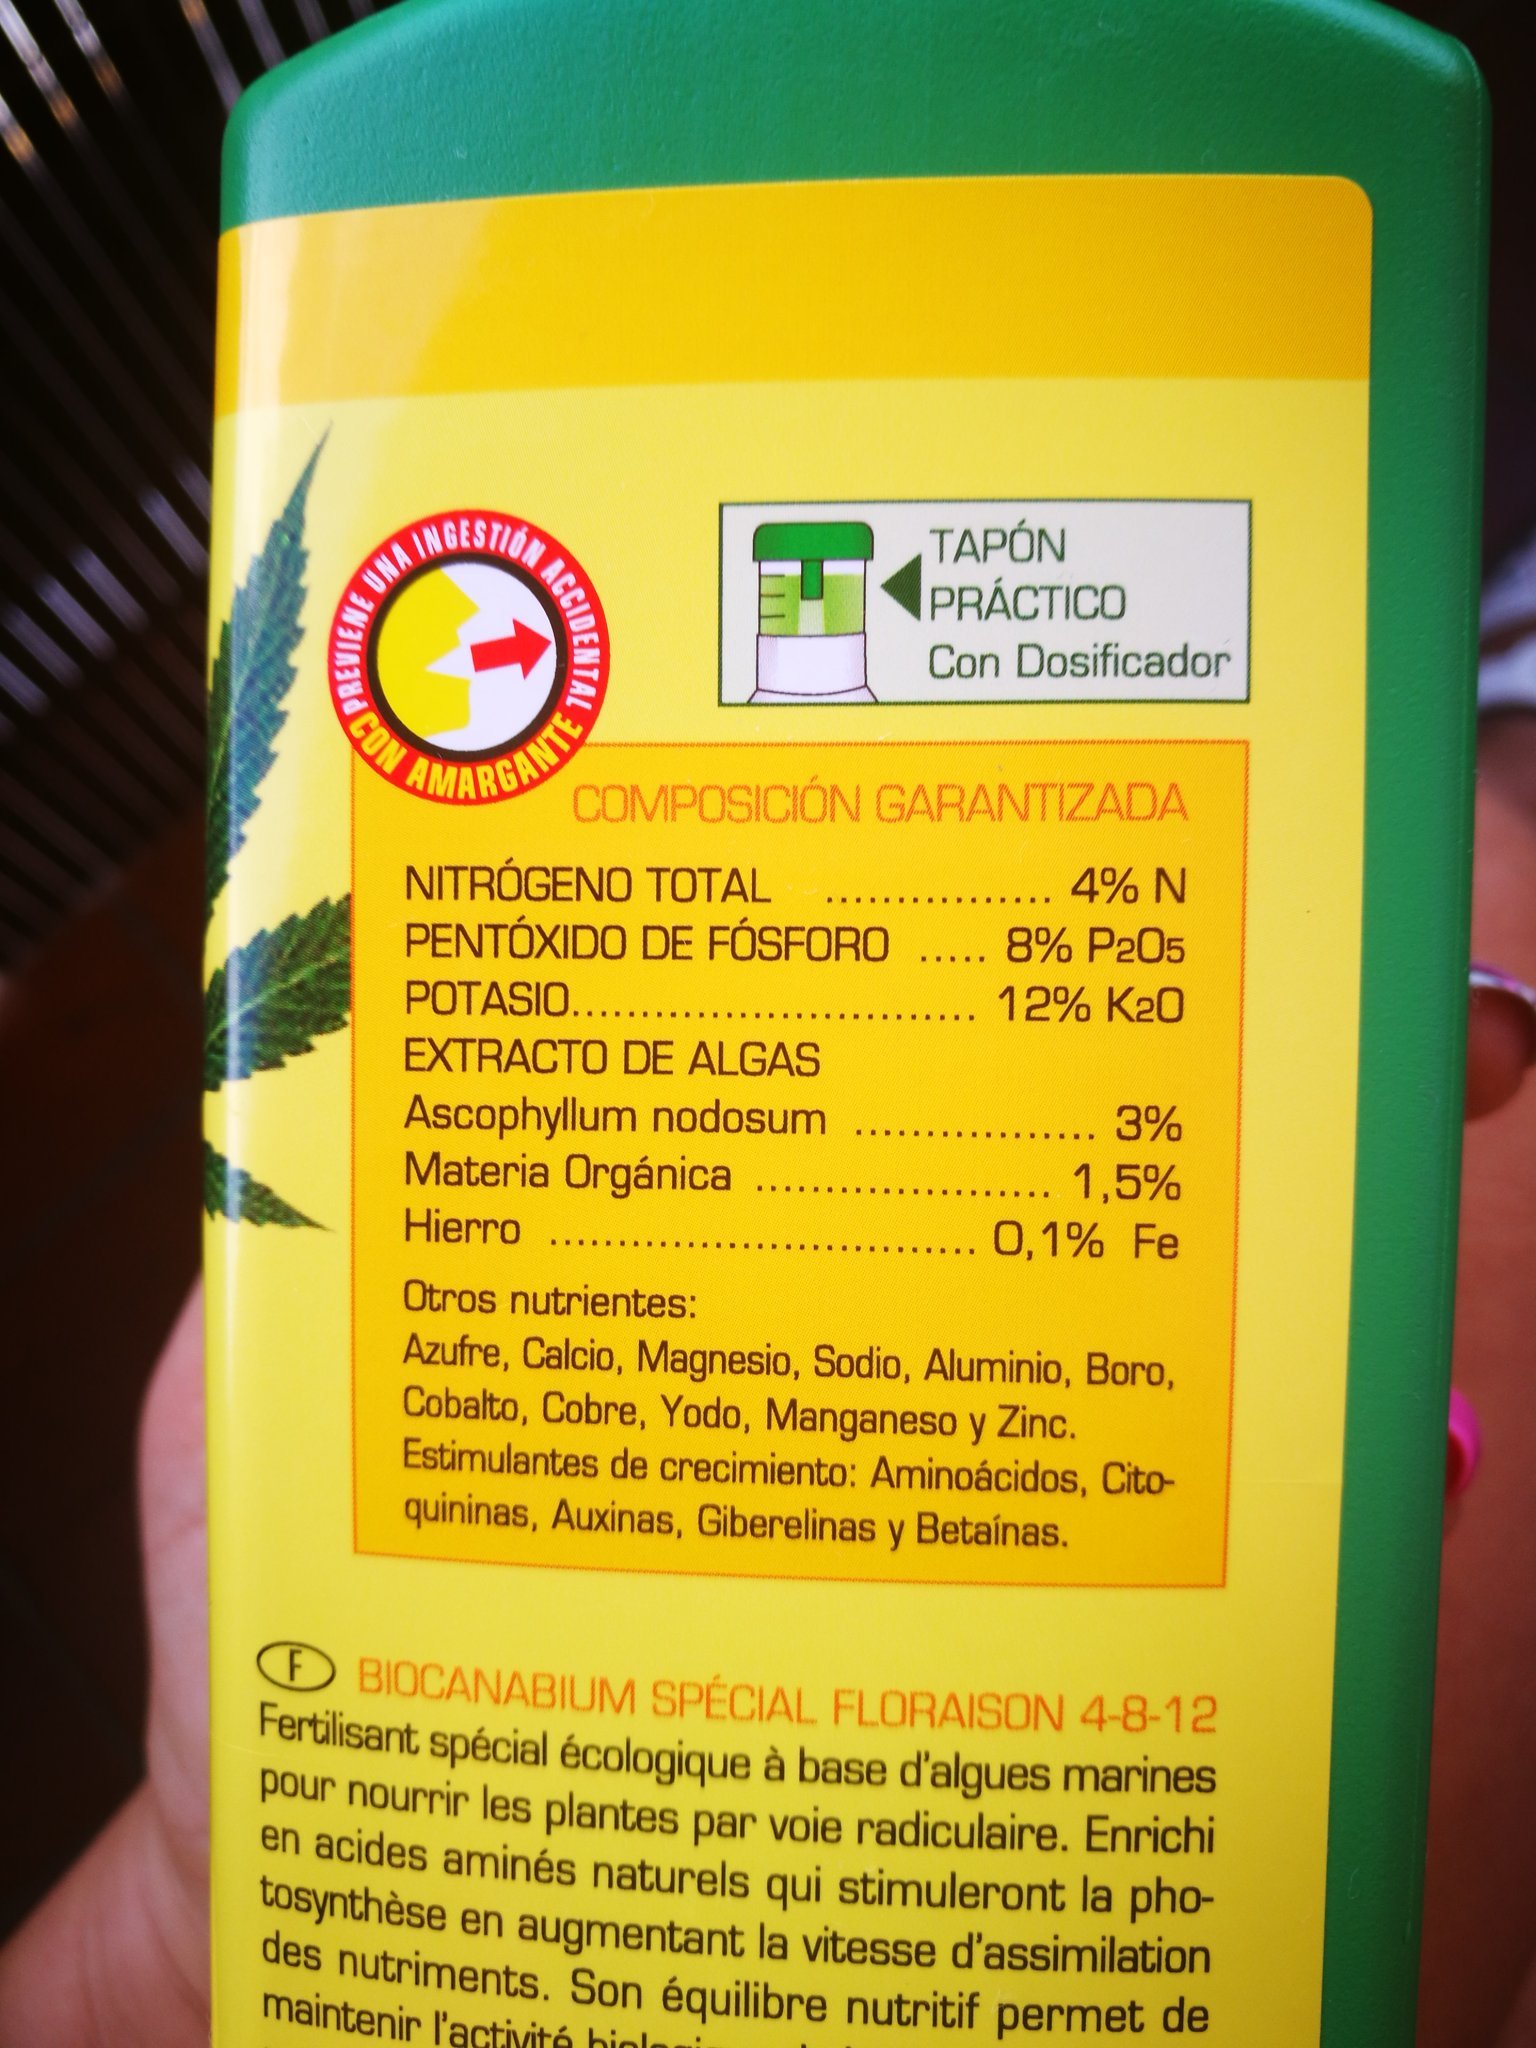 PREVIENE UNA INGESTIÓN ACCIDENTAL
CON AMARGANTE
TAPÓN
PRÁCTICO
Con Dosificador
COMPOSICIÓN GARANTIZADA
NITRÓGENO TOTAL ................ 4% N
PENTÓXIDO DE FÓSFORO ..... 8% P2O5
POTASIO............................. 12% K2O
EXTRACTO DE ALGAS
Ascophyllum nodosum ................. 3%
Materia Orgánica ..................... 1,5%
Hierro ............................... 0,1% Fe
Otros nutrientes:
Azufre, Calcio, Magnesio, Sodio, Aluminio, Boro,
Cobalto, Cobre, Yodo, Manganeso y Zinc.
Estimulantes de crecimiento: Aminoácidos, Cito-
quininas, Auxinas, Giberelinas y Betaínas.
F BIOCANABIUM SPÉCIAL FLORAISON 4-8-12
Fertilisant spécial écologique à base d'algues marines
pour nourrir les plantes par voie radiculaire. Enrichi
en acides aminés naturels qui stimuleront la pho-
tosynthèse en augmentant la vitesse d'assimilation
des nutriments. Son équilibre nutritif permet de
maintenir l'activité